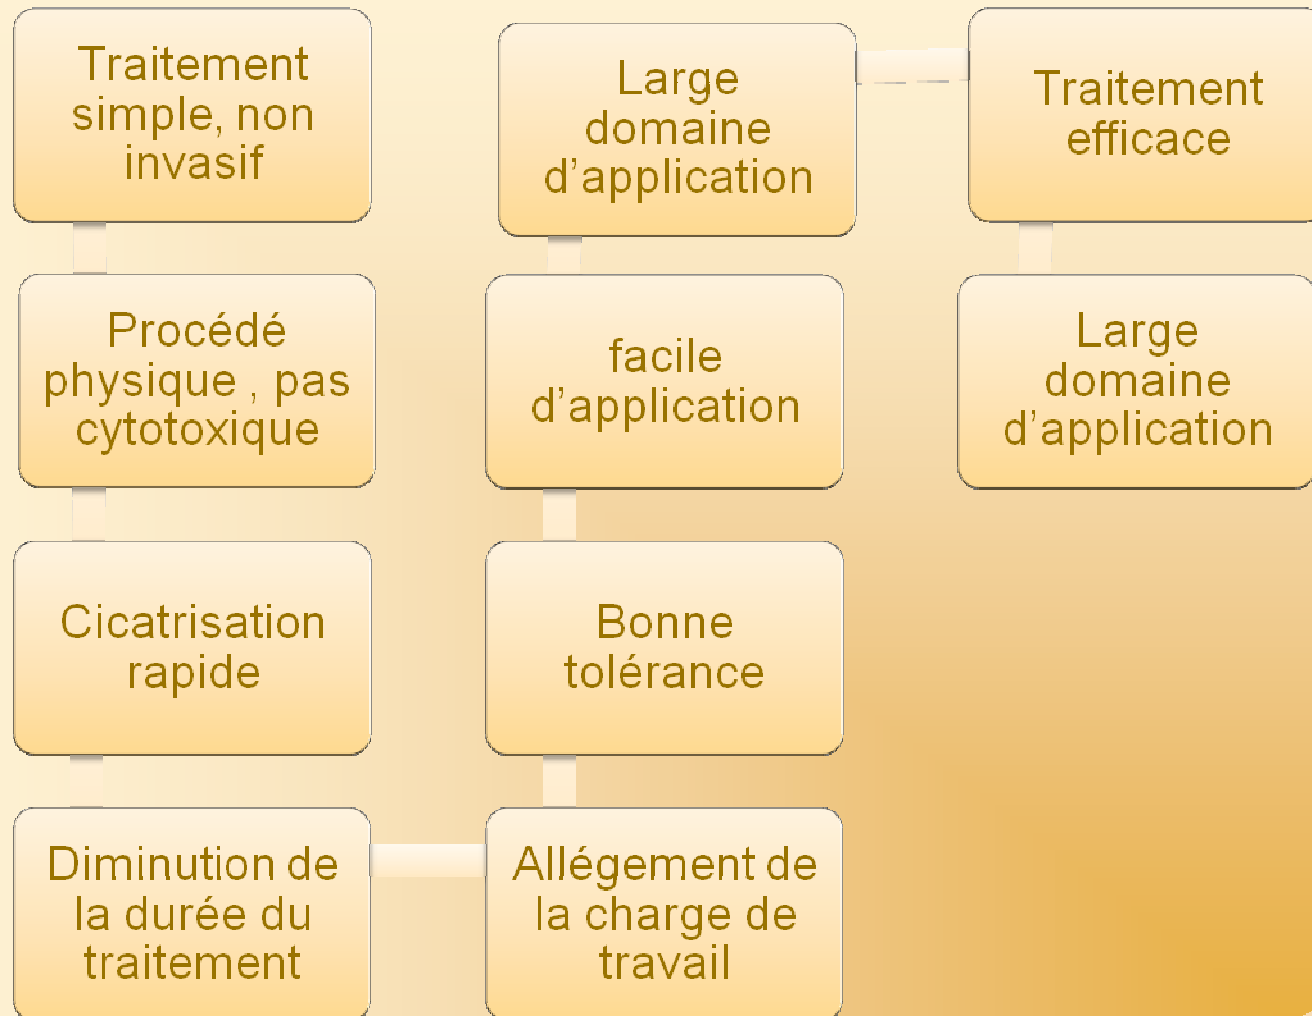 Traitement
simple, non
invasif
Procédé
physique , pas
cytotoxique
Cicatrisation
rapide
Diminution de
la durée du
traitement
Allégement de
la charge de
travail
Bonne
tolérance
facile
d’application
Large
domaine
d’application
Traitement
efficace
Large
domaine
d’application